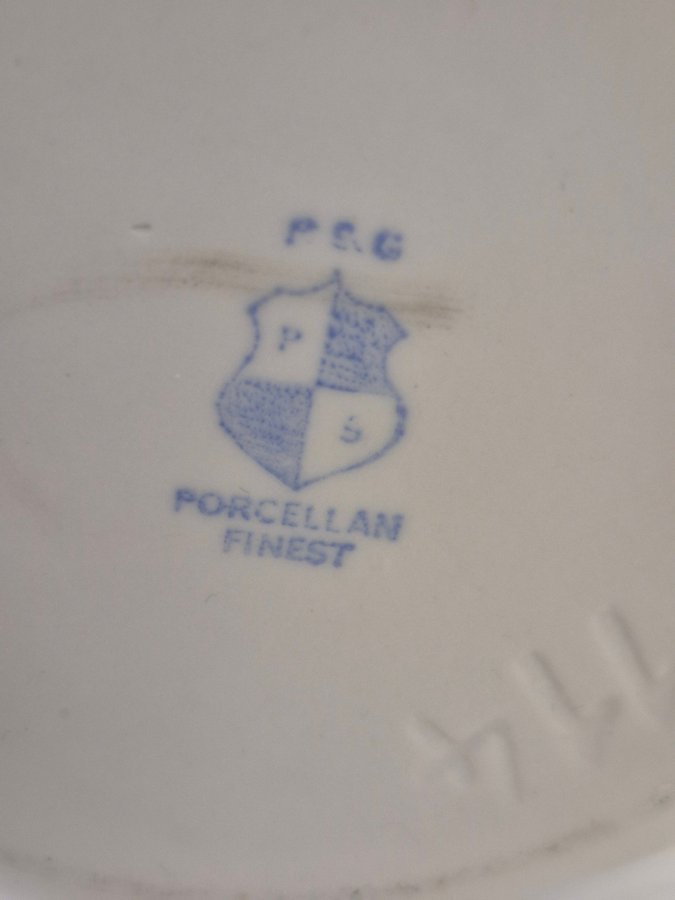 P & G
P
S
PORCELLAN
FINEST